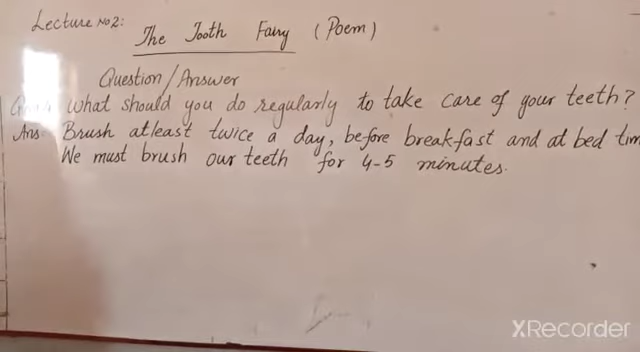 Lecture No 2:
The Tooth Fairy (Poem)
Question/Answer
what should you do regularly to take care of your teeth?
Ans: Brush atleast twice a day, before breakfast and at bed tim
We must brush our teeth for 4-5 minutes.
XRecorder